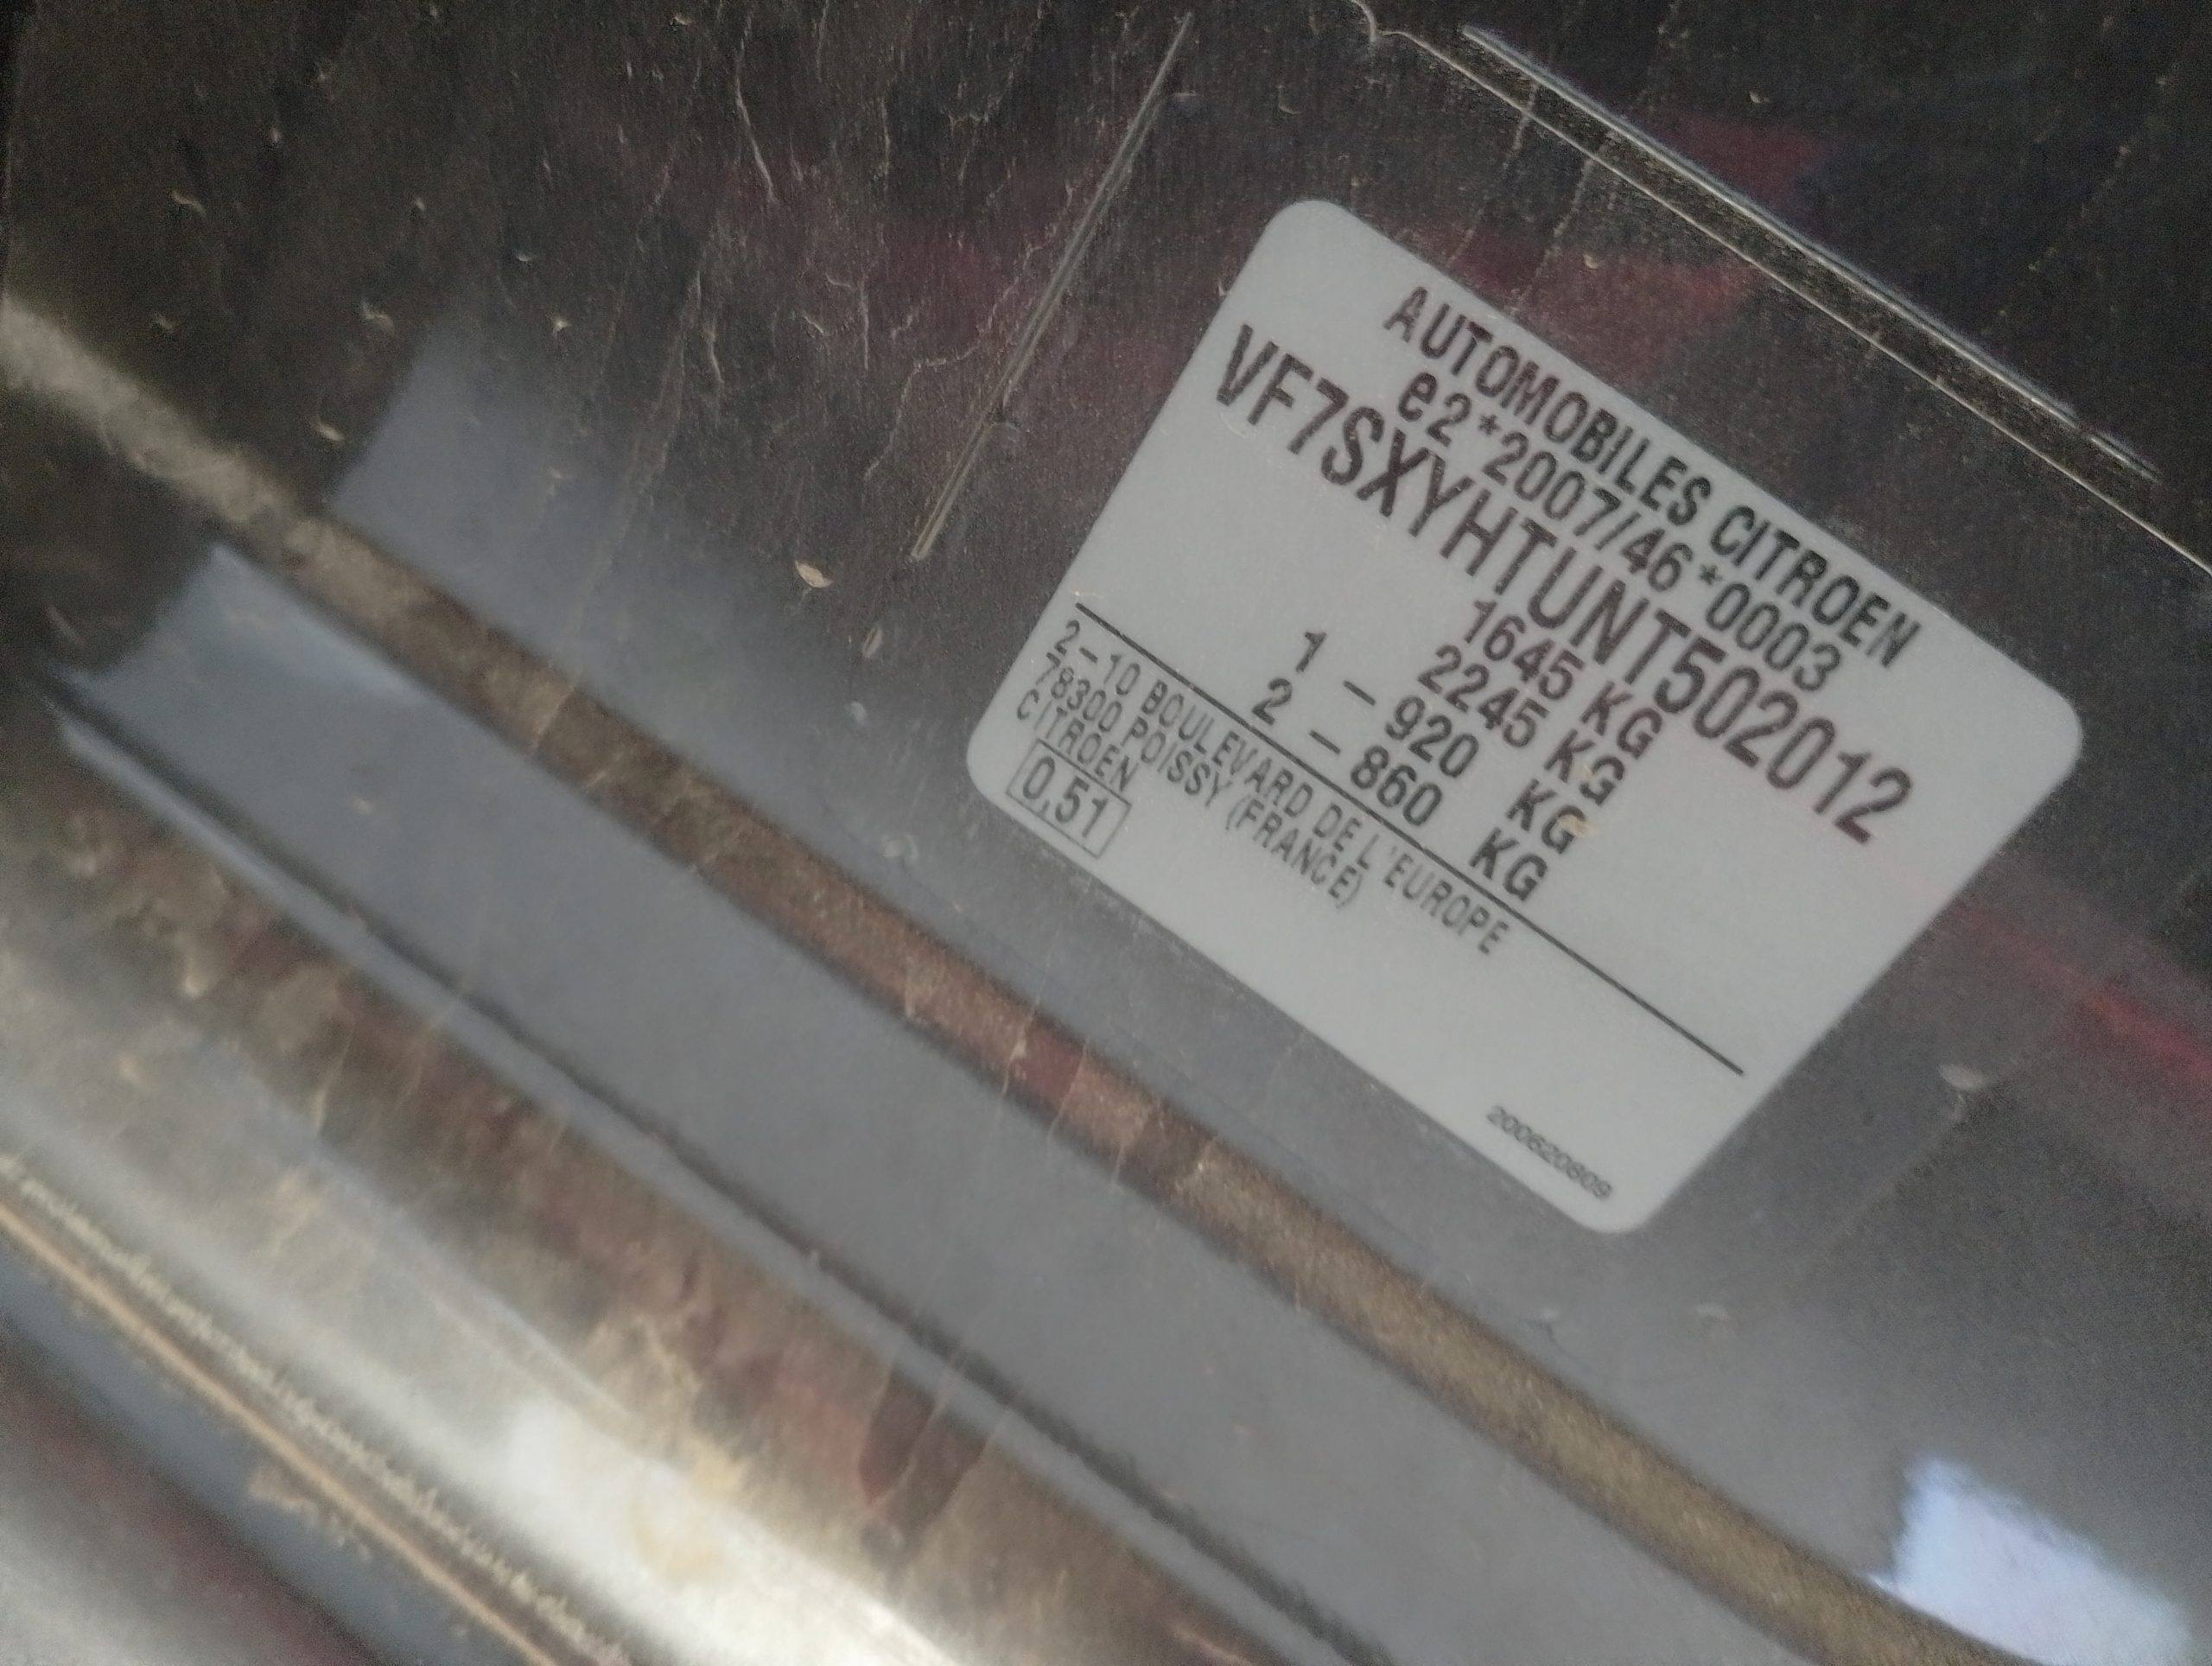 AUTOMOBILES CITROEN
e2*2007/46*0003
VF7SXYHTUNT502012
1645 KG
2245 KG
1 - 920 KG
2 - 860 KG
2-10 BOULEVARD DE L'EUROPE
78300 POISSY (FRANCE)
CITROEN
0.51
200620809